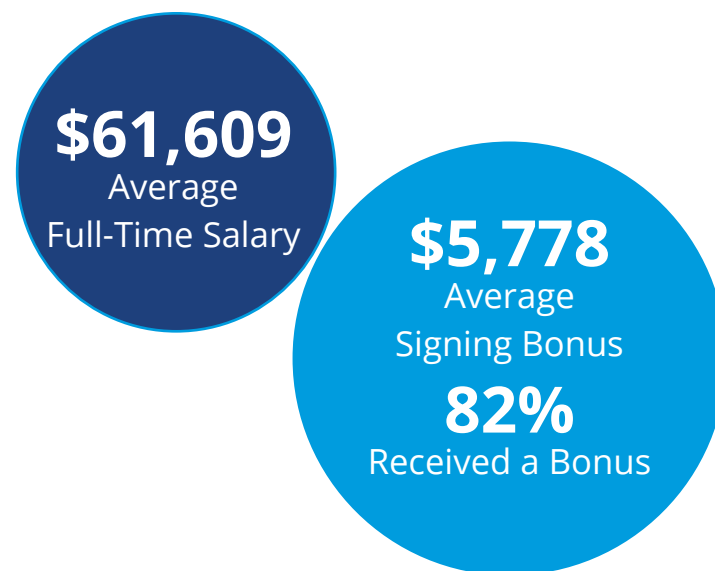 $61,609
Average
Full-Time Salary
$5,778
Average
Signing Bonus
82%
Received a Bonus